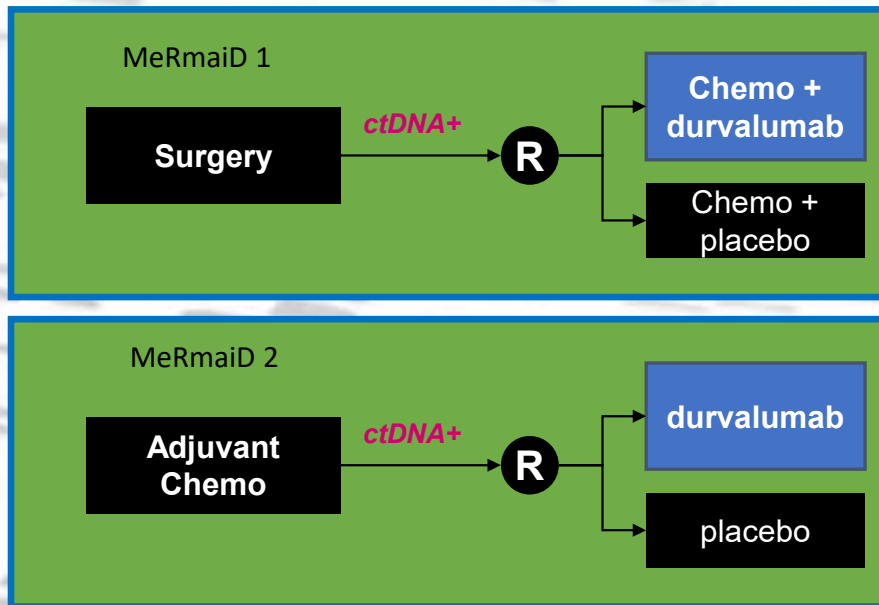 MeRmaiD 1
Surgery
ctDNA+
R
Chemo +
durvalumab
Chemo +
placebo
MeRmaiD 2
Adjuvant
Chemo
ctDNA+
R
durvalumab
placebo